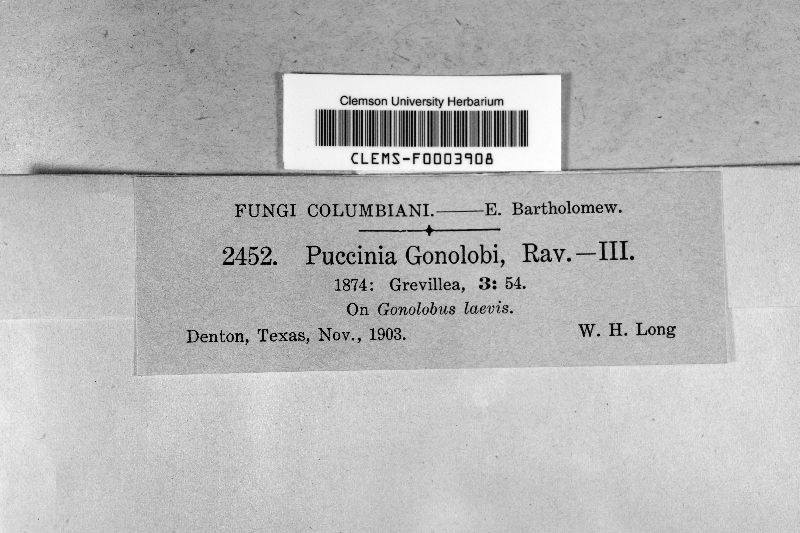 Clemson University Herbarium
CLEMS-F0003908
FUNGI COLUMBIANI.——E. Bartholomew.
2452. Puccinia Gonolobi, Rav.—III.
1874: Grevillea, 3: 54.
On Gonolobus laevis.
Denton, Texas, Nov., 1903. W. H. Long